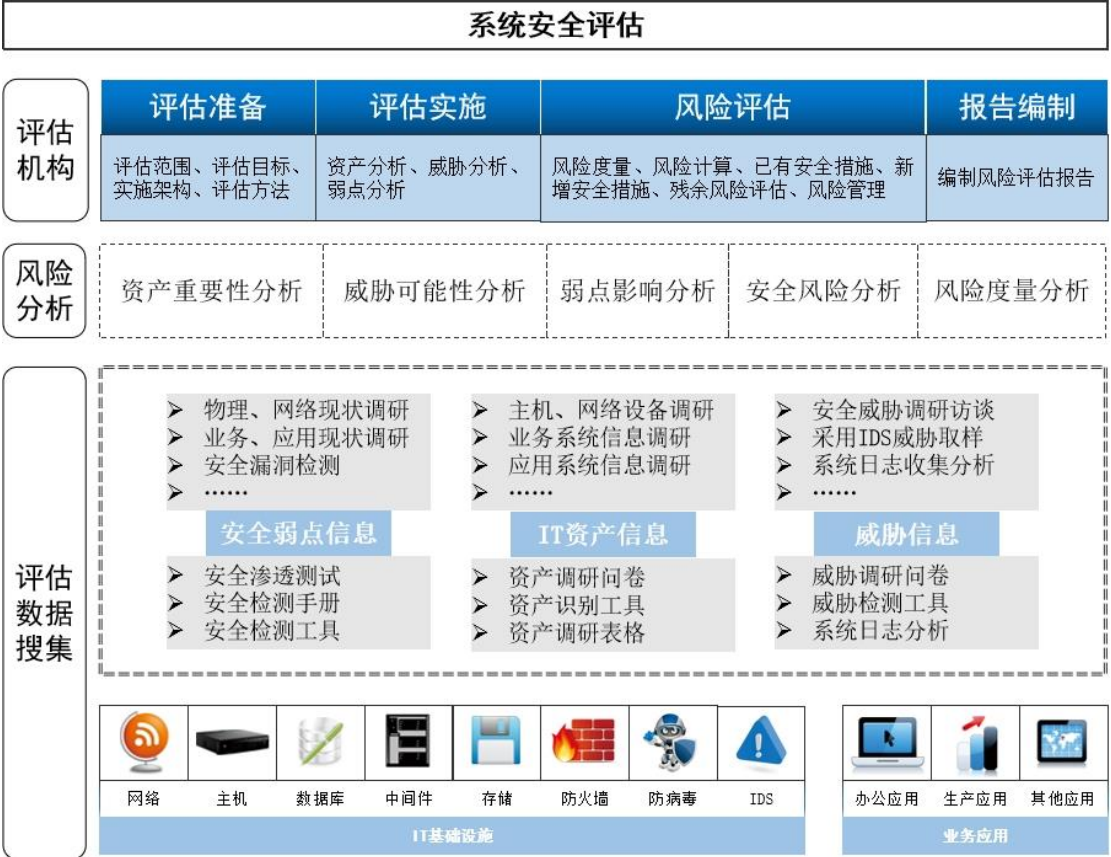 系统安全评估
评估
机构
评估准备
评估实施
风险评估
报告编制
评估范围、评估目标、
实施架构、评估方法
资产分析、威胁分析、
弱点分析
风险度量、风险计算、已有安全措施、新
增安全措施、残余风险评估、风险管理
编制风险评估报告
风险
分析
资产重要性分析
威胁可能性分析
弱点影响分析
安全风险分析
风险度量分析
评估
数据
搜集
➢ 物理、网络现状调研
➢ 业务、应用现状调研
➢ 安全漏洞检测
➢ ……
安全弱点信息
➢ 安全渗透测试
➢ 安全检测手册
➢ 安全检测工具
➢ 主机、网络设备调研
➢ 业务系统信息调研
➢ 应用系统信息调研
➢ ……
IT资产信息
➢ 资产调研问卷
➢ 资产识别工具
➢ 资产调研表格
➢ 安全威胁调研访谈
➢ 采用IDS威胁取样
➢ 系统日志收集分析
➢ ……
威胁信息
➢ 威胁调研问卷
➢ 威胁检测工具
➢ 系统日志分析
网络
主机
数据库
中间件
存储
防火墙
防病毒
IDS
IT基础设施
办公应用
生产应用
其他应用
业务应用